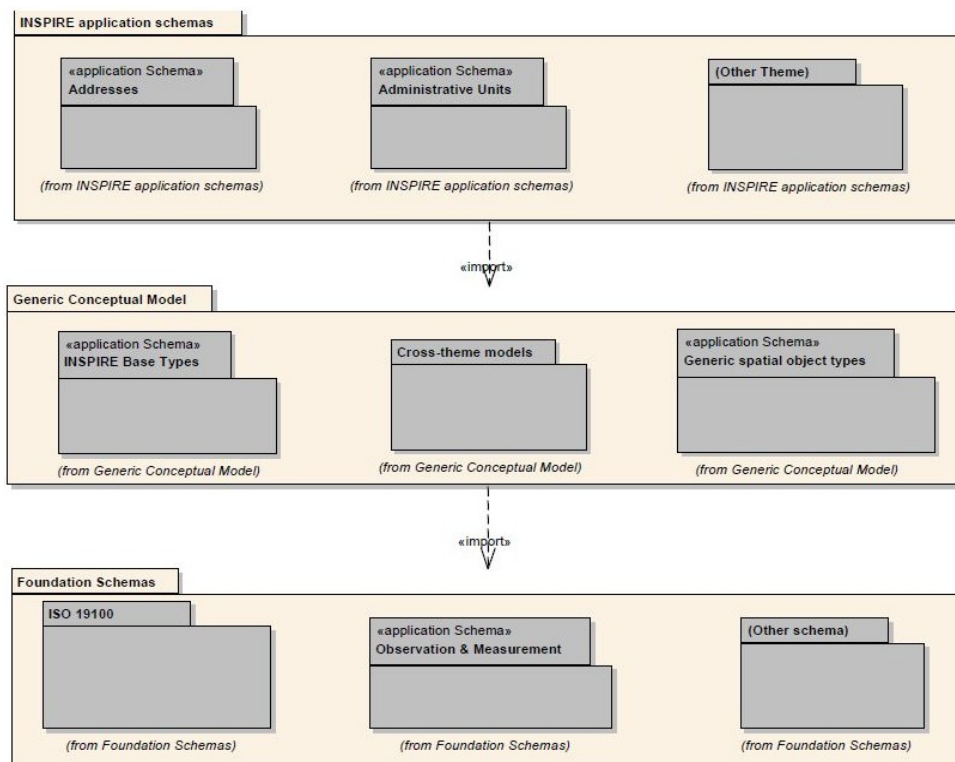 INSPIRE application schemas
«application Schema»
Addresses
«application Schema»
Administrative Units
(Other Theme)
(from INSPIRE application schemas)
(from INSPIRE application schemas)
(from INSPIRE application schemas)
«import»
Generic Conceptual Model
«application Schema»
INSPIRE Base Types
Cross-theme models
«application Schema»
Generic spatial object types
(from Generic Conceptual Model)
(from Generic Conceptual Model)
(from Generic Conceptual Model)
«import»
Foundation Schemas
ISO 19100
«application Schema»
Observation & Measurement
(Other schema)
(from Foundation Schemas)
(from Foundation Schemas)
(from Foundation Schemas)